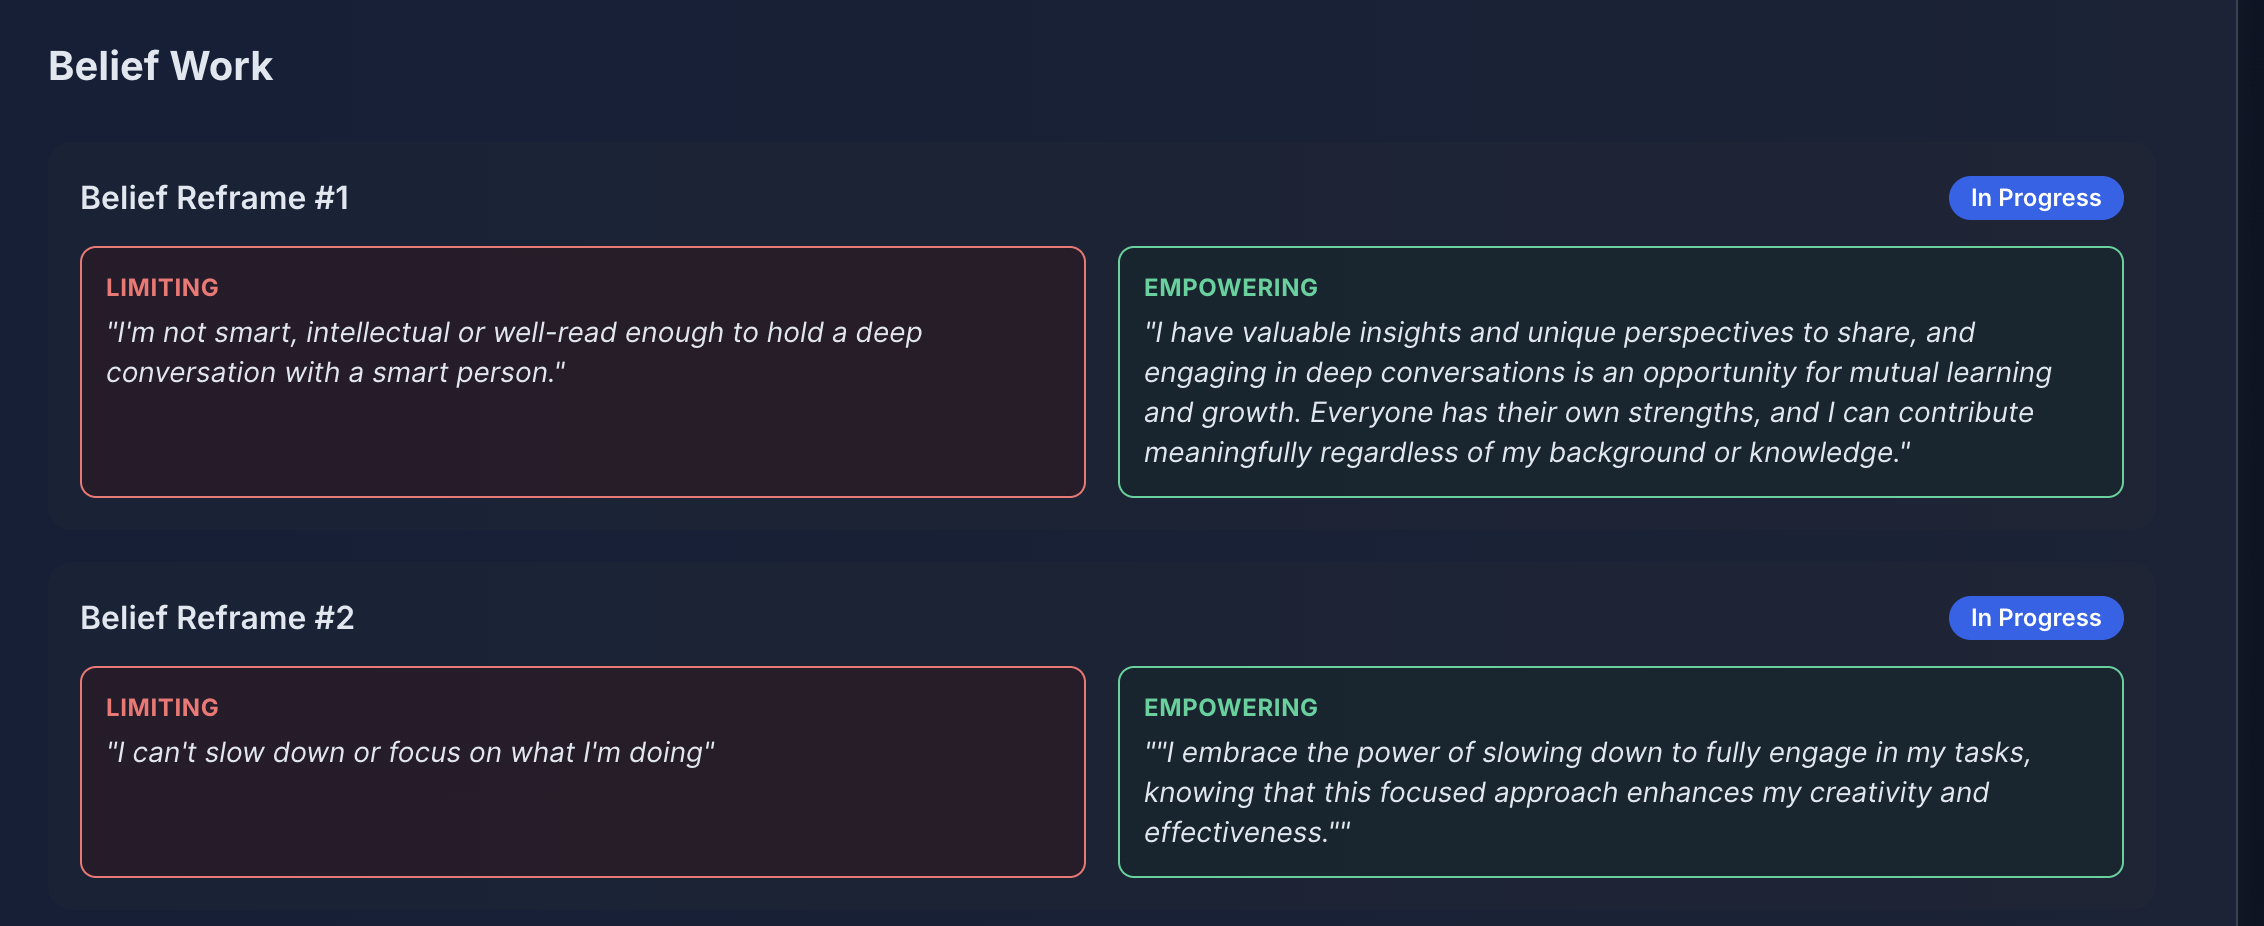 Belief Work
Belief Reframe #1
In Progress
LIMITING
"I'm not smart, intellectual or well-read enough to hold a deep
conversation with a smart person."
EMPOWERING
"I have valuable insights and unique perspectives to share, and
engaging in deep conversations is an opportunity for mutual learning
and growth. Everyone has their own strengths, and I can contribute
meaningfully regardless of my background or knowledge."
Belief Reframe #2
In Progress
LIMITING
"I can't slow down or focus on what I'm doing"
EMPOWERING
""I embrace the power of slowing down to fully engage in my tasks,
knowing that this focused approach enhances my creativity and
effectiveness.""